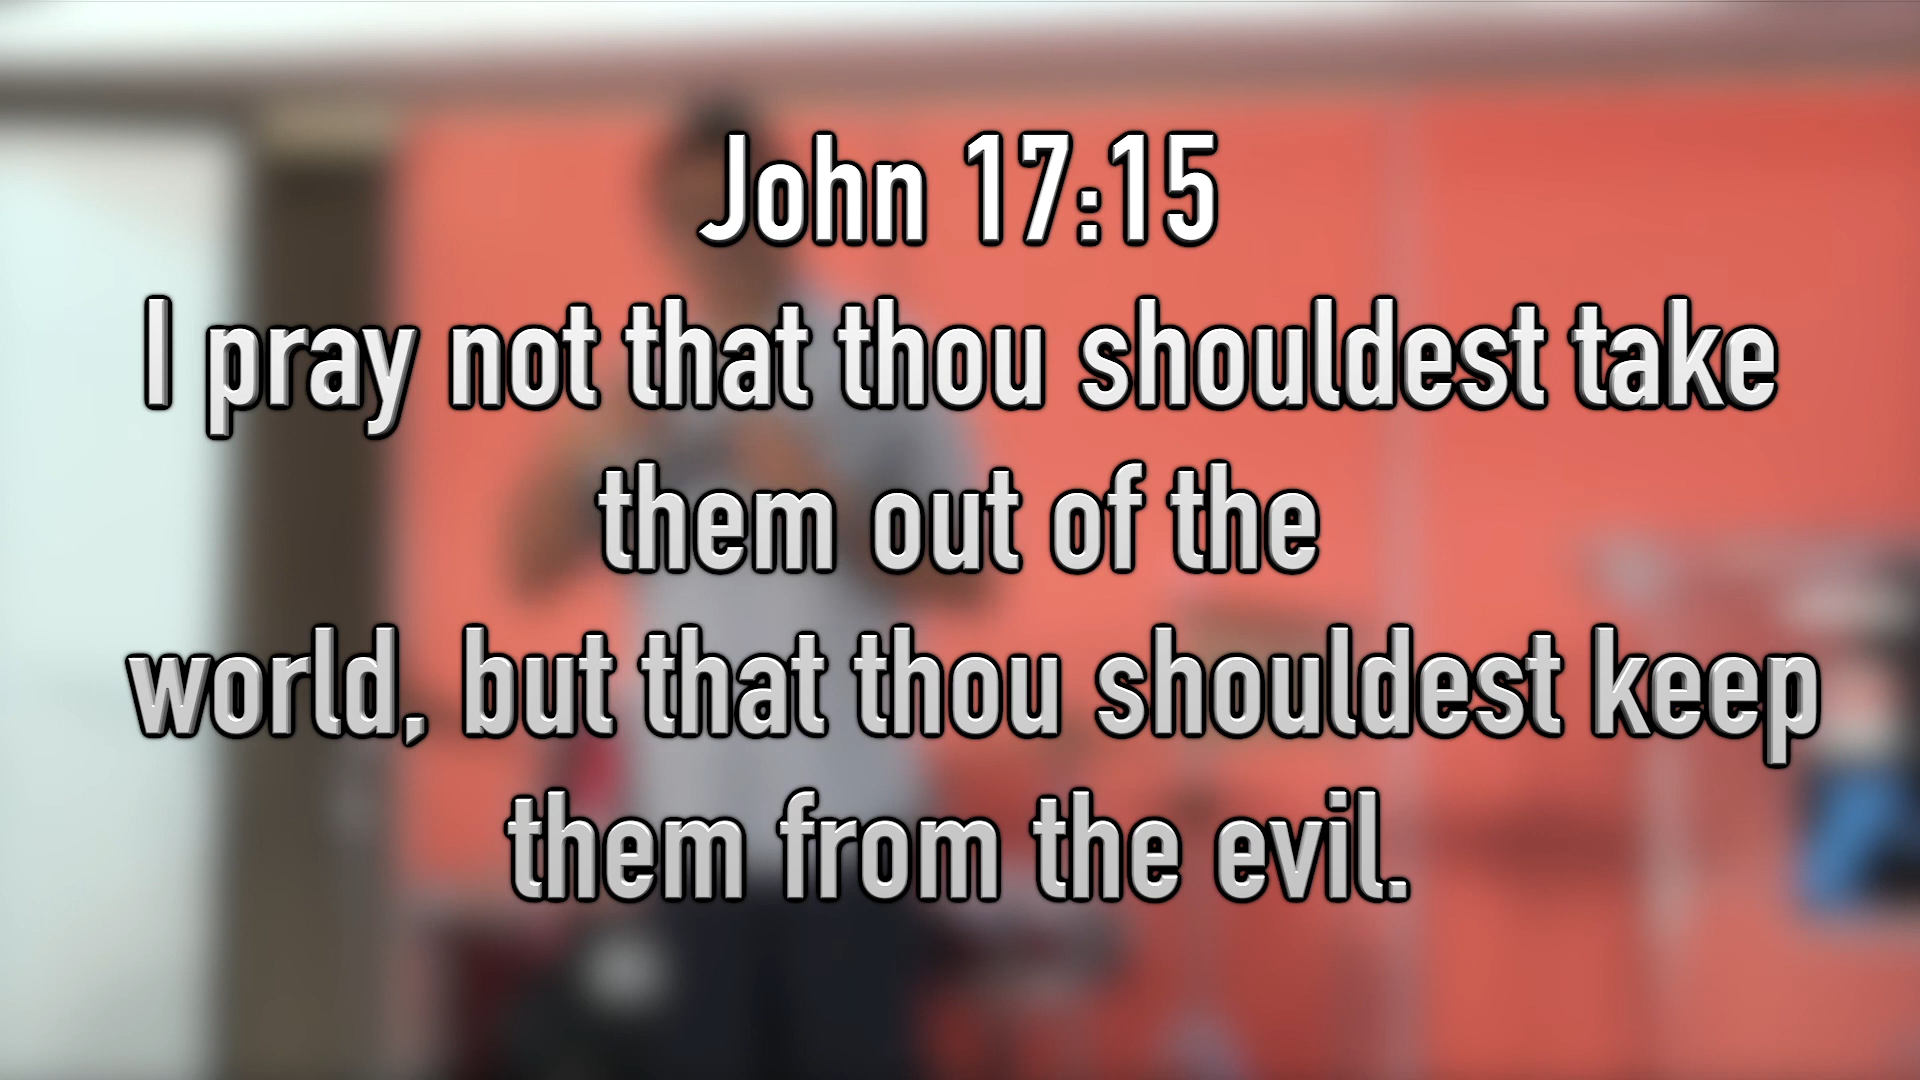 John 17:15
I pray not that thou shouldest take
them out of the
world, but that thou shouldest keep
them from the evil.